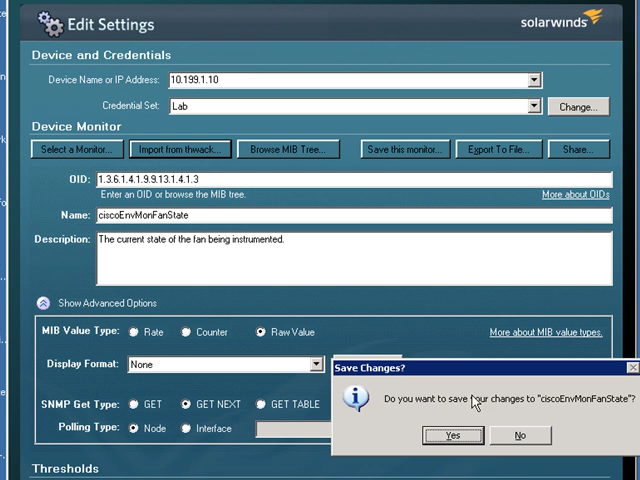 Edit Settings
solarwinds
Device and Credentials
Device Name or IP Address: 10.199.1.10
Credential Set: Lab Change...
Device Monitor
Select a Monitor... Import from thwack... Browse MIB Tree... Save this monitor... Export To File... Share...
OID: 1.3.6.1.4.1.9.9.13.1.4.1.3
Enter an OID or browse the MIB tree. More about OIDs
Name: ciscoEnvMonFanState
Description: The current state of the fan being instrumented.
Show Advanced Options
MIB Value Type: Rate Counter Raw Value More about MIB value types.
Display Format: None
Save Changes?
Do you want to save your changes to "ciscoEnvMonFanState"?
SNMP Get Type: GET GET NEXT GET TABLE
Polling Type: Node Interface
Yes No
Thresholds